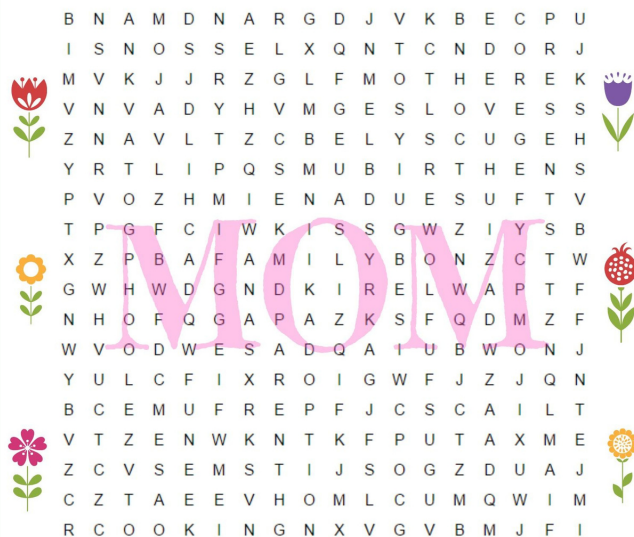 B N A M D N A R G D J V K B E C P U
I S N O S S E L X Q N T C N D O R J
M V K J J R Z G L F M O T H E R E K
V N V A D Y H V M G E S L O V E S S
Z N A V L T Z C B E L Y S C U G E H
Y R T L I P Q S M U B I R T H E N S
P V O Z H M I E N A D U E S U F T V
T P G F C I W K I S S G W Z I Y S B
X Z P B A F A M I L Y B O N Z C T W
G W H W D G N D K I R E L W A P T F
N H O F Q G A P A Z K S F Q D M Z F
W V O D W E S A D Q A I U B W O N J
Y U L C F I X R O I G W F J Z J Q N
B C E M U F R E P F J C S C A I L T
V T Z E N W K N T K F P U T A X M E
Z C V S E M S T I J S O G Z D U A J
C Z T A E E V H O M L C U M Q W I M
R C O O K I N G N X V G V B M J F I
MOM